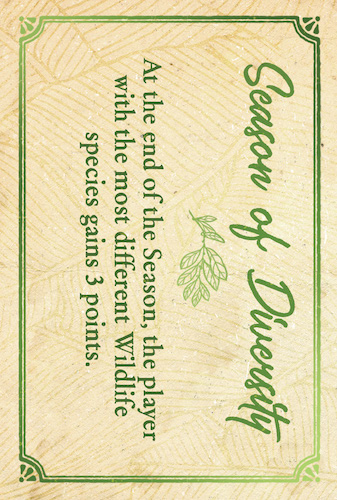 Season of Diversity
At the end of the Season, the player
with the most different Wildlife
species gains 3 points.